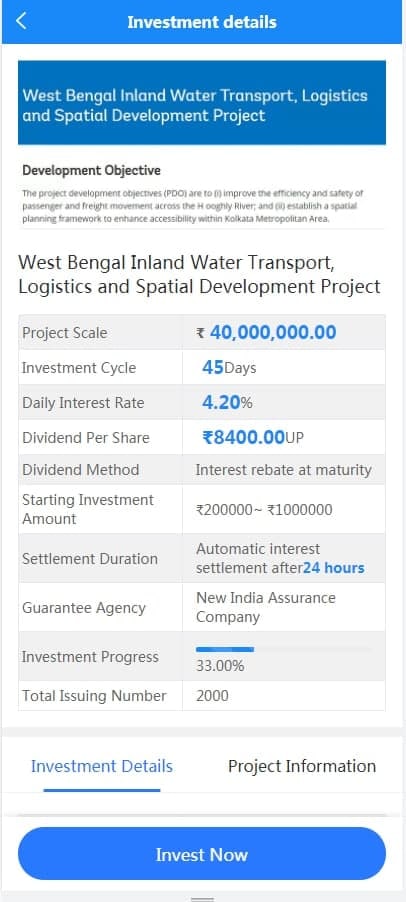 Investment details
West Bengal Inland Water Transport, Logistics
and Spatial Development Project
Development Objective
The project development objectives (PDO) are to (i) improve the efficiency and safety of
passenger and freight movement across the H ooghly River; and (ii) establish a spatial
planning framework to enhance accessibility within Kolkata Metropolitan Area.
West Bengal Inland Water Transport,
Logistics and Spatial Development Project
Project Scale ₹ 40,000,000.00
Investment Cycle 45Days
Daily Interest Rate 4.20%
Dividend Per Share ₹8400.00UP
Dividend Method Interest rebate at maturity
Starting Investment
Amount
₹200000~ ₹1000000
Settlement Duration
Automatic interest
settlement after24 hours
Guarantee Agency
New India Assurance
Company
Investment Progress
33.00%
Total Issuing Number 2000
Investment Details Project Information
Invest Now